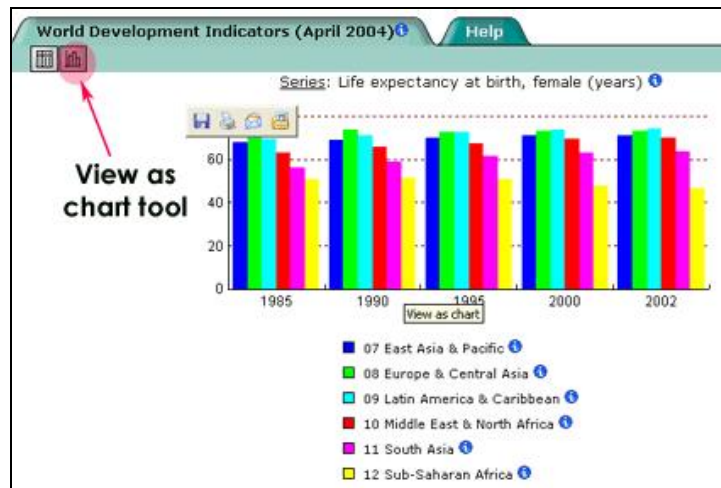 World Development Indicators (April 2004)
Help
Series: Life expectancy at birth, female (years)
View as
chart tool
60
40
20
0
1985 1990 1995 2000 2002
View as chart
07 East Asia & Pacific
08 Europe & Central Asia
09 Latin America & Caribbean
10 Middle East & North Africa
11 South Asia
12 Sub-Saharan Africa